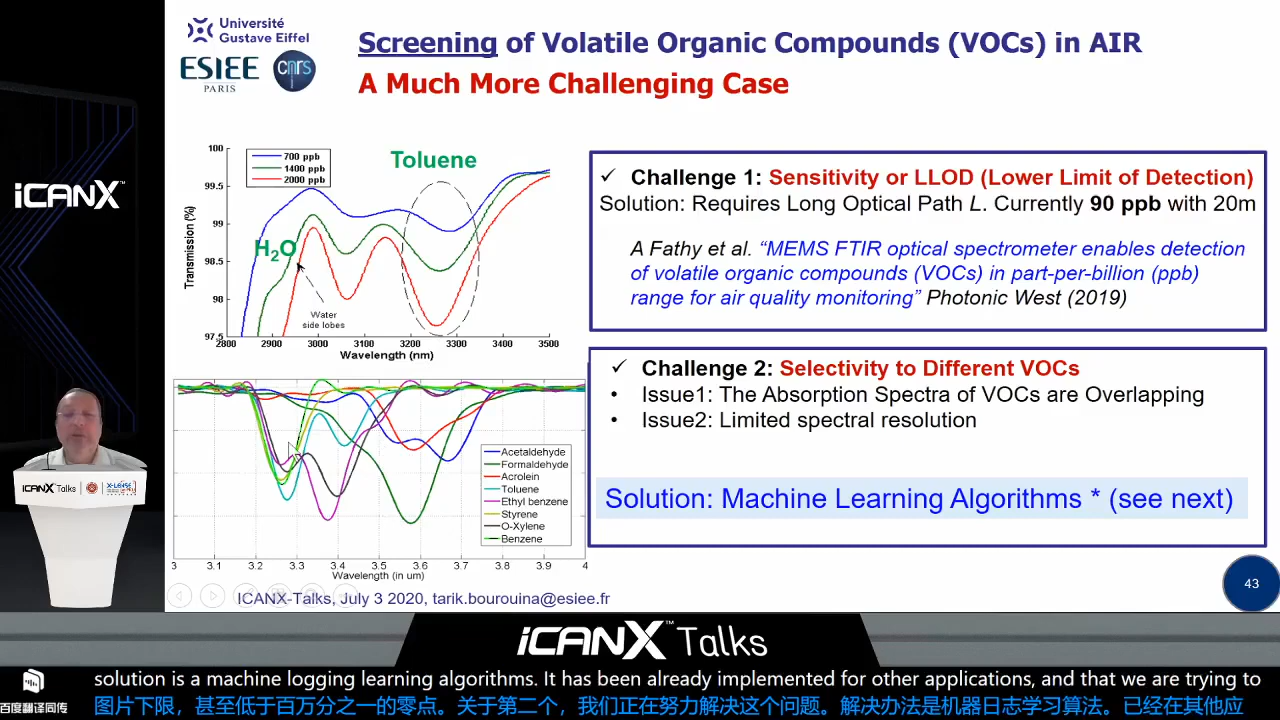 Université
Gustave Eiffel
ESIEE
PARIS
cnrs
Screening of Volatile Organic Compounds (VOCs) in AIR
A Much More Challenging Case
iCANX™
100
99.5
99
98.5
98
97.5
Transmission (%)
700 ppb
1400 ppb
2000 ppb
Toluene
H2O
Water
side lobes
2800 2900 3000 3100 3200 3300 3400 3500
Wavelength (nm)
✓ Challenge 1: Sensitivity or LLOD (Lower Limit of Detection)
Solution: Requires Long Optical Path L. Currently 90 ppb with 20m
A Fathy et al. “MEMS FTIR optical spectrometer enables detection
of volatile organic compounds (VOCs) in part-per-billion (ppb)
range for air quality monitoring” Photonic West (2019)
✓ Challenge 2: Selectivity to Different VOCs
• Issue1: The Absorption Spectra of VOCs are Overlapping
• Issue2: Limited spectral resolution
Solution: Machine Learning Algorithms * (see next)
Acetaldehyde
Formaldehyde
Acrolein
Toluene
Ethyl benzene
Styrene
O-Xylene
Benzene
3 3.1 3.2 3.3 3.4 3.5 3.6 3.7 3.8 3.9 4
Wavelength (in um)
ICANX-Talks, July 3 2020, tarik.bourouina@esiee.fr
43
iCANX Talks
X-LENSE
iCANX™ Talks
solution is a machine logging learning algorithms. It has been already implemented for other applications, and that we are trying to
百度翻译同传
图片下限，甚至低于百万分之一的零点。关于第二个，我们正在努力解决这个问题。解决办法是机器日志学习算法。已经在其他应